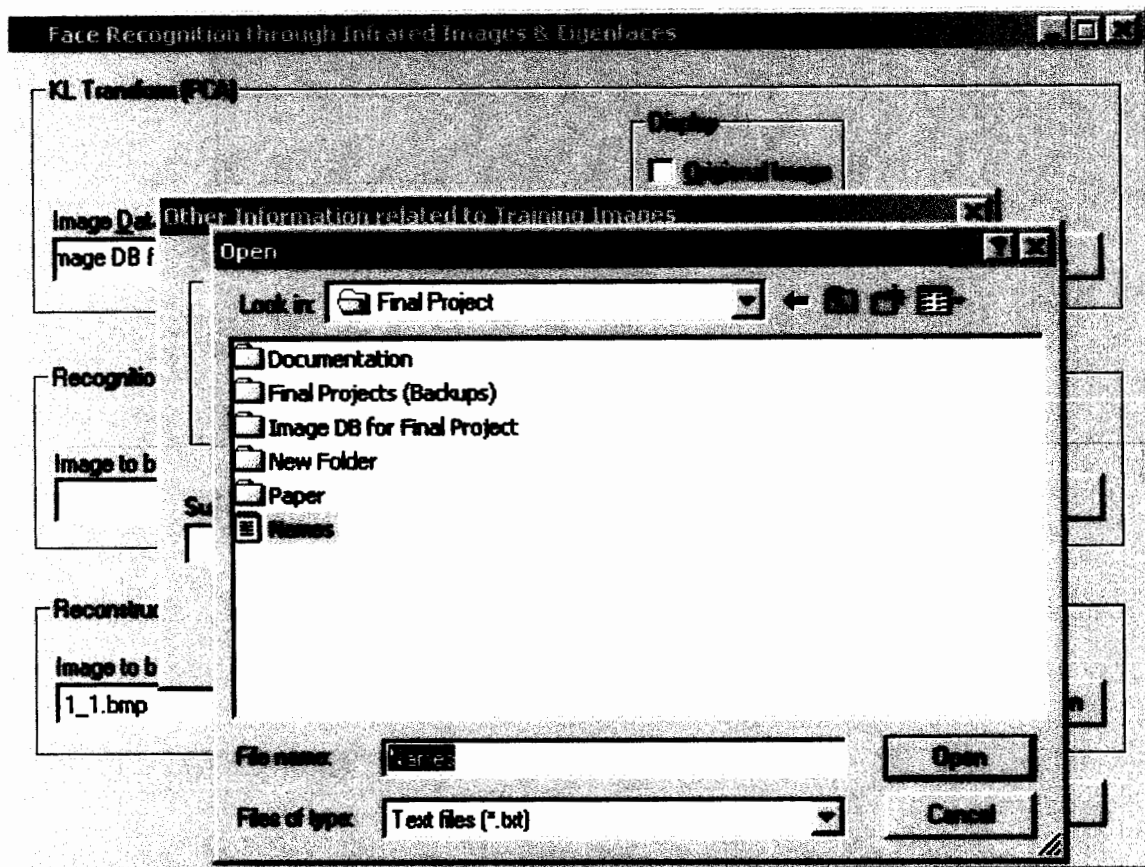 Face Recognition through Infrared Images & Eigenfaces
KL Transform (PCA)
Display
Original Image
Image Dat
mage DB f
Other Information related to Training Images
Open
Look in: Final Project
Documentation
Final Projects (Backups)
Image DB for Final Project
New Folder
Paper
Names
Recognitio
Image to b
Su
Reconstruc
Image to b
1_1.bmp
n
File name: Names
Open
Files of type: Text files (*.txt)
Cancel